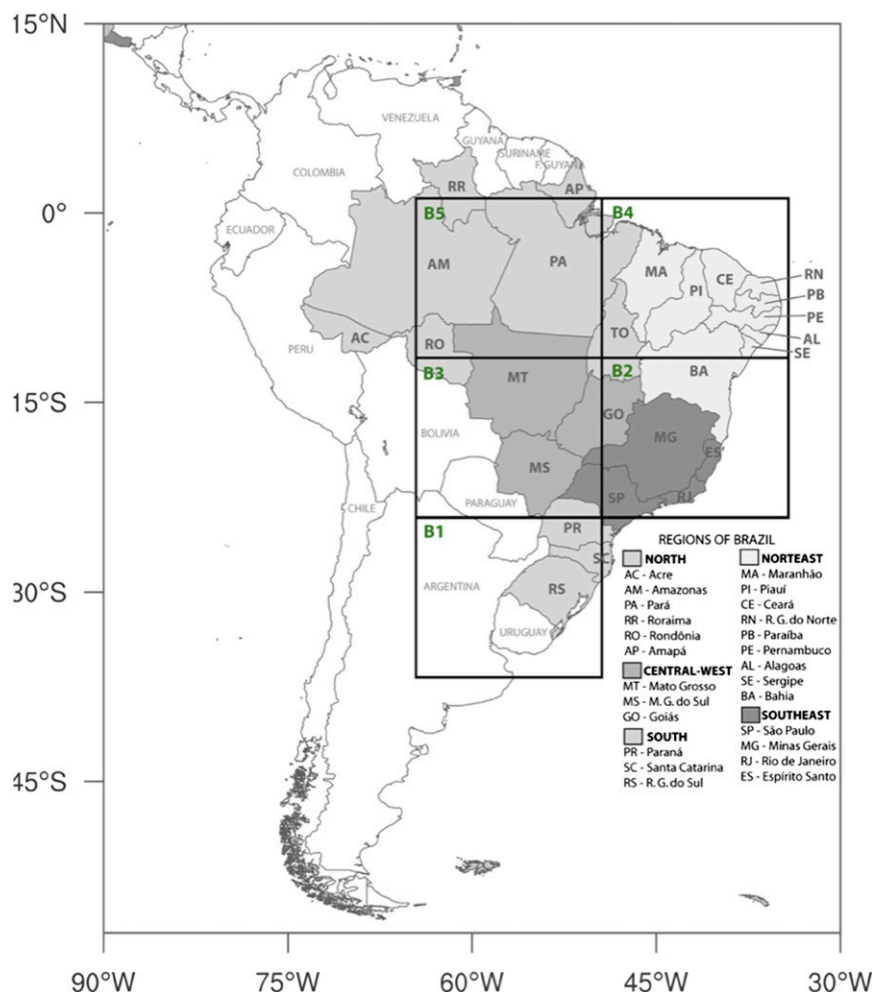 15°N
0°
15°S
30°S
45°S
90°W
75°W
60°W
45°W
30°W
VENEZUELA
GUYANA
SURINAME
F. GUYANA
COLOMBIA
ECUADOR
PERU
BOLIVIA
CHILE
PARAGUAY
ARGENTINA
URUGUAY
RR
AP
B5
B4
AM
PA
MA
CE
PI
RN
PB
PE
AL
SE
AC
RO
TO
B3
B2
MT
BA
GO
MG
ES
MS
SP
RJ
B1
PR
SC
RS
REGIONS OF BRAZIL
NORTH
AC - Acre
AM - Amazonas
PA - Pará
RR - Roraima
RO - Rondônia
AP - Amapá
CENTRAL-WEST
MT - Mato Grosso
MS - M. G. do Sul
GO - Goiás
SOUTH
PR - Paraná
SC - Santa Catarina
RS - R. G. do Sul
NORTEAST
MA - Maranhão
PI - Piauí
CE - Ceará
RN - R. G. do Norte
PB - Paraíba
PE - Pernambuco
AL - Alagoas
SE - Sergipe
BA - Bahia
SOUTHEAST
SP - São Paulo
MG - Minas Gerais
RJ - Rio de Janeiro
ES - Espírito Santo